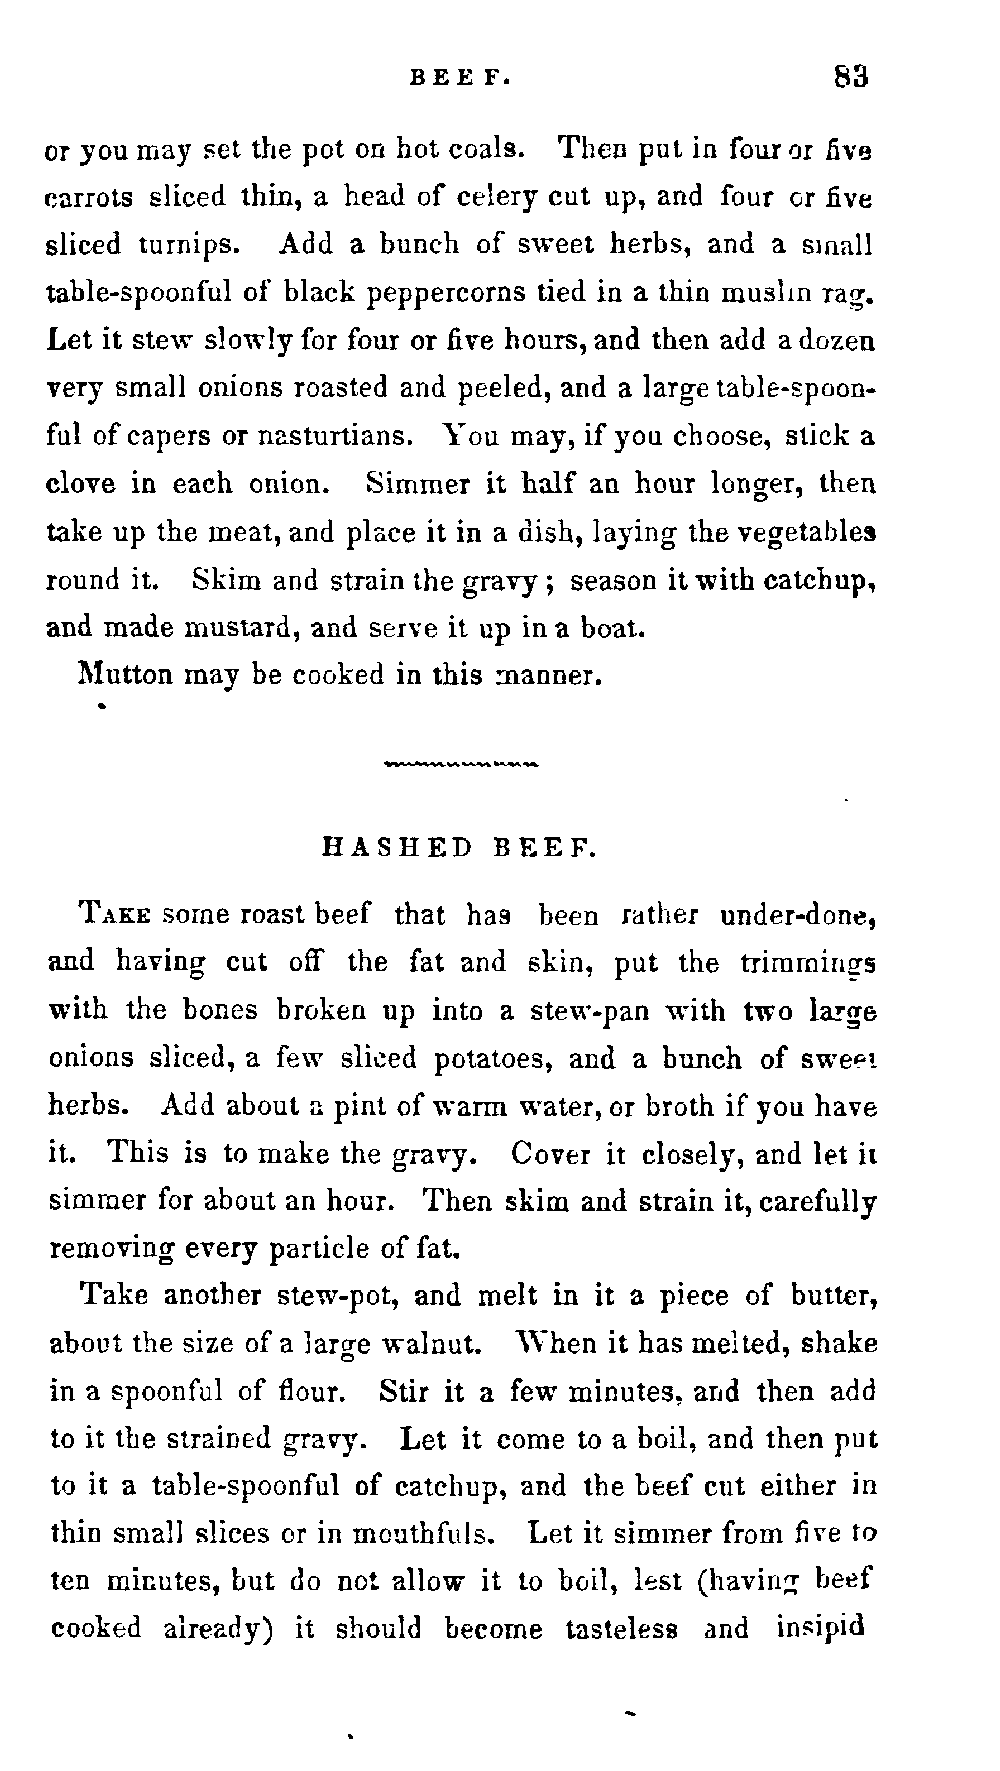 BEEF. 83
or you may set the pot on hot coals. Then put in four or five
carrots sliced thin, a head of celery cut up, and four or five
sliced turnips. Add a bunch of sweet herbs, and a small
table-spoonful of black peppercorns tied in a thin muslin rag.
Let it stew slowly for four or five hours, and then add a dozen
very small onions roasted and peeled, and a large table-spoon-
ful of capers or nasturtians. You may, if you choose, stick a
clove in each onion. Simmer it half an hour longer, then
take up the meat, and place it in a dish, laying the vegetables
round it. Skim and strain the gravy; season it with catchup,
and made mustard, and serve it up in a boat.
Mutton may be cooked in this manner.
HASHED BEEF.
TAKE some roast beef that has been rather under-done,
and having cut off the fat and skin, put the trimmings
with the bones broken up into a stew-pan with two large
onions sliced, a few sliced potatoes, and a bunch of sweet
herbs. Add about a pint of warm water, or broth if you have
it. This is to make the gravy. Cover it closely, and let it
simmer for about an hour. Then skim and strain it, carefully
removing every particle of fat.
Take another stew-pot, and melt in it a piece of butter,
about the size of a large walnut. When it has melted, shake
in a spoonful of flour. Stir it a few minutes, and then add
to it the strained gravy. Let it come to a boil, and then put
to it a table-spoonful of catchup, and the beef cut either in
thin small slices or in mouthfuls. Let it simmer from five to
ten minutes, but do not allow it to boil, lest (having beef
cooked already) it should become tasteless and insipid